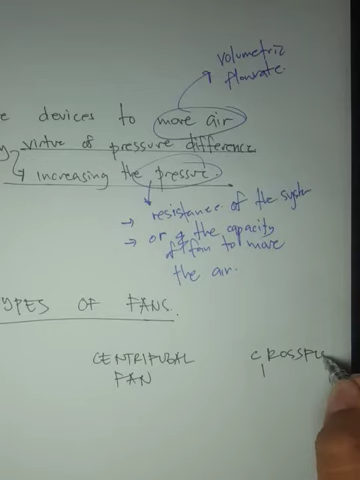 volumetric
flowrate.
e devices to move air
y virtue of pressure difference
↳ increasing the pressure.
→ resistance of the system
→ or the capacity
of fan to move
the air.
YPES OF FANS.
CENTRIFUGAL
FAN
CROSSFL